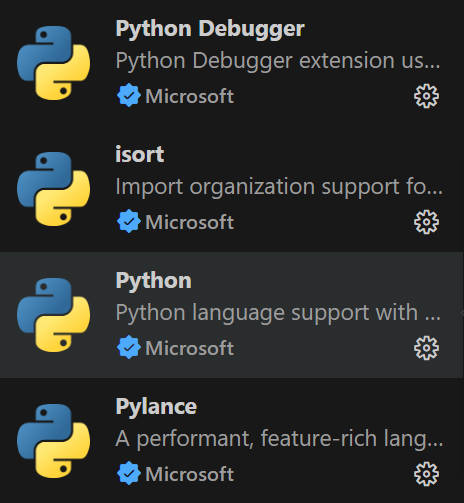 Python Debugger
Python Debugger extension us...
Microsoft
isort
Import organization support fo...
Microsoft
Python
Python language support with ...
Microsoft
Pylance
A performant, feature-rich lang...
Microsoft